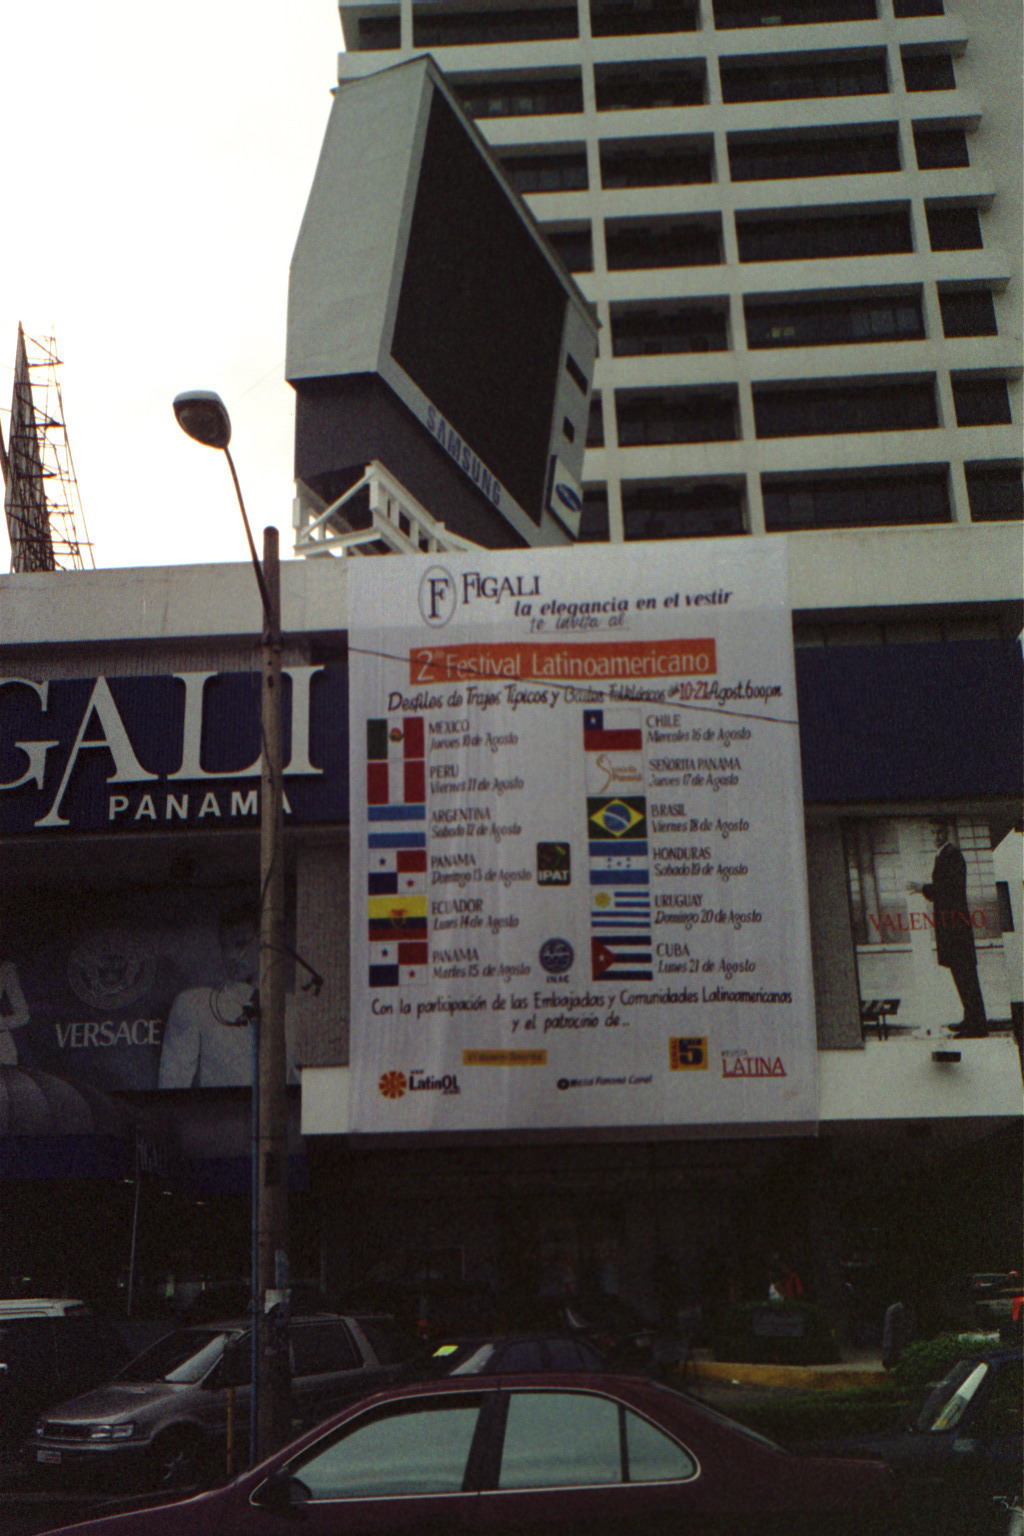 SAMSUNG
F FIGALI
la elegancia en el vestir
te invita al
2do Festival Latinoamericano
Desfiles de Trajes Típicos y Bailes Folklóricos 10-21 Agost. 6:00pm.
MEXICO
Jueves 10 de Agosto
PERU
Viernes 11 de Agosto
ARGENTINA
Sabado 12 de Agosto
PANAMA
Domingo 13 de Agosto
ECUADOR
Lunes 14 de Agosto
PANAMA
Martes 15 de Agosto
IPAT
INAC
CHILE
Miercoles 16 de Agosto
SEÑORITA PANAMA
Jueves 17 de Agosto
BRASIL
Viernes 18 de Agosto
HONDURAS
Sabado 19 de Agosto
URUGUAY
Domingo 20 de Agosto
CUBA
Lunes 21 de Agosto
Con la participación de las Embajadas y Comunidades Latinoamericanas
y el patrocinio de..
LatinOL
5
REVISTA
LATINA
GALI
PANAMA
VERSACE
VALENTINO